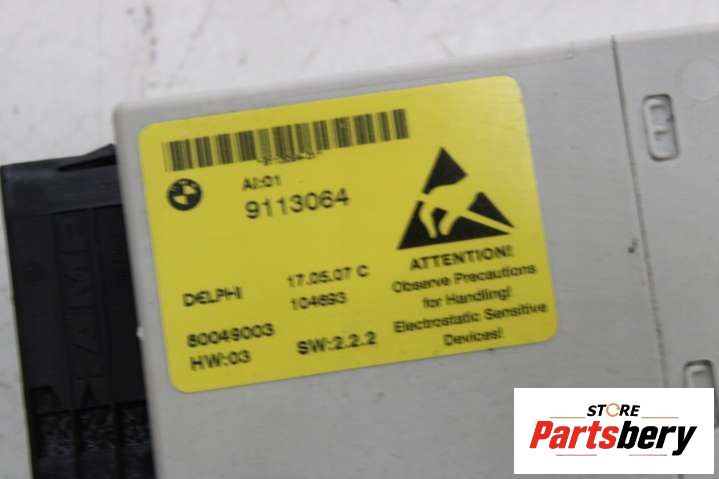 AI:01
9113064
DELPHI
17.05.07 C
104693
80049003
HW:03
SW:2.2.2
ATTENTION!
Observe Precautions
for Handling!
Electrostatic Sensitive
Devices!
STORE
Partsbery